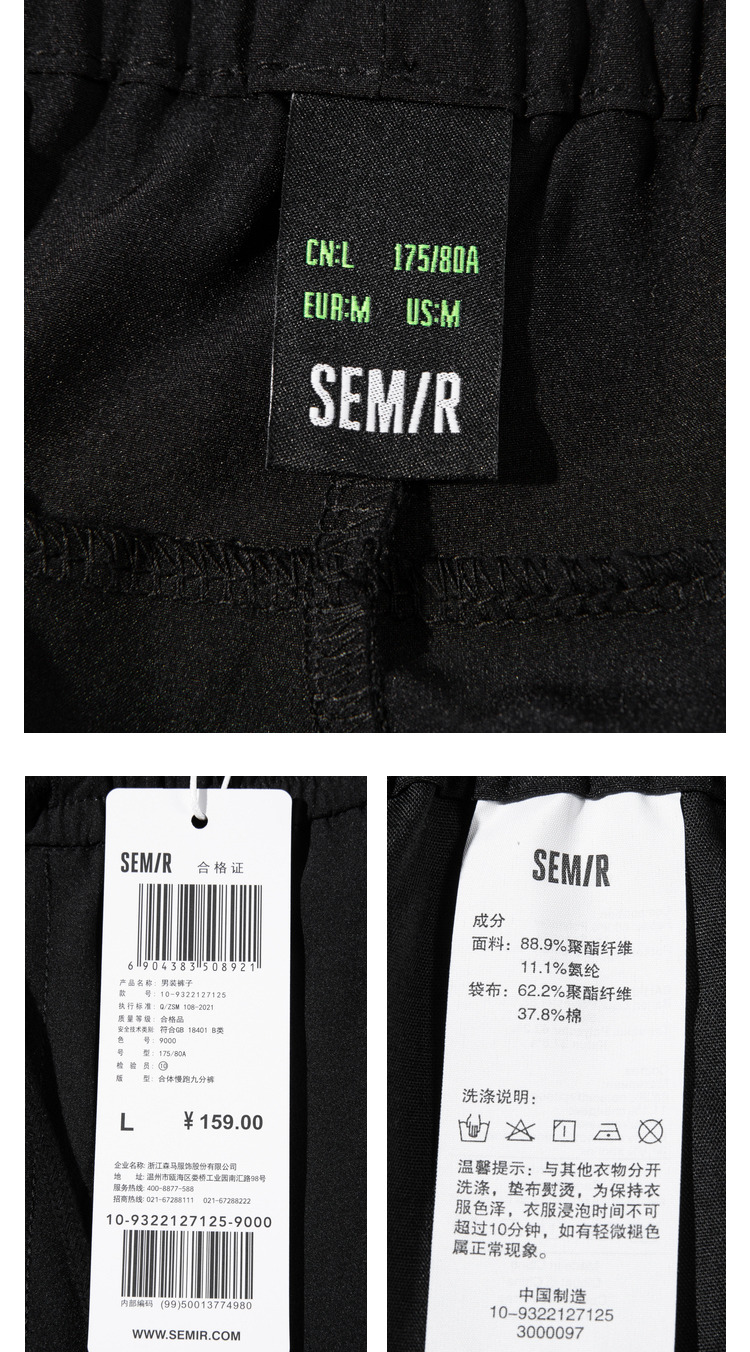 CN:L 175/80A
EUR:M US:M
SEM/R
SEM/R 合格证
6 904383 508921
产品名称: 男装裤子
款 号: 10-9322127125
执行标准: Q/ZSM 108-2021
质量等级: 合格品
安全技术类别: 符合GB 18401 B类
色 号: 9000
号 型: 175/80A
检 验 员: 10
版 型: 合体慢跑九分裤
L ¥159.00
企业名称: 浙江森马服饰股份有限公司
地 址: 温州市瓯海区娄桥工业园南汇路98号
服务热线: 400-8877-588
招商热线: 021-67288111 021-67288222
10-9322127125-9000
内部编码 (99)50013774980
WWW.SEMIR.COM
SEM/R
成分
面料: 88.9%聚酯纤维
11.1%氨纶
袋布: 62.2%聚酯纤维
37.8%棉
洗涤说明:
温馨提示: 与其他衣物分开
洗涤, 垫布熨烫, 为保持衣
服色泽, 衣服浸泡时间不可
超过10分钟, 如有轻微褪色
属正常现象。
中国制造
10-9322127125
3000097